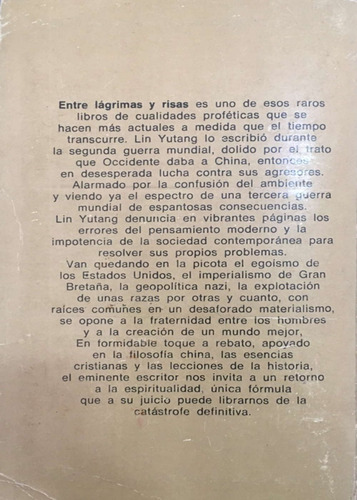 Entre lágrimas y risas es uno de esos raros
libros de cualidades proféticas que se
hacen más actuales a medida que el tiempo
transcurre. Lin Yutang lo escribió durante
la segunda guerra mundial, dolido por el trato
que Occidente daba a China, entonces
en desesperada lucha contra sus agresores.
Alarmado por la confusión del ambiente
y viendo ya el espectro de una tercera guerra
mundial de espantosas consecuencias.
Lin Yutang denuncia en vibrantes páginas los
errores del pensamiento moderno y la
impotencia de la sociedad contemporánea para
resolver sus propios problemas.
Van quedando en la picota el egoísmo de
los Estados Unidos, el imperialismo de Gran
Bretaña, la geopolítica nazi, la explotación
de unas razas por otras y cuanto, con
raíces comunes en un desaforado materialismo,
se opone a la fraternidad entre los hombres
y a la creación de un mundo mejor,
En formidable toque a rebato, apoyado
en la filosofía china, las esencias
cristianas y las lecciones de la historia,
el eminente escritor nos invita a un retorno
a la espiritualidad, única fórmula
que a su juicio puede librarnos de la
catástrofe definitiva.